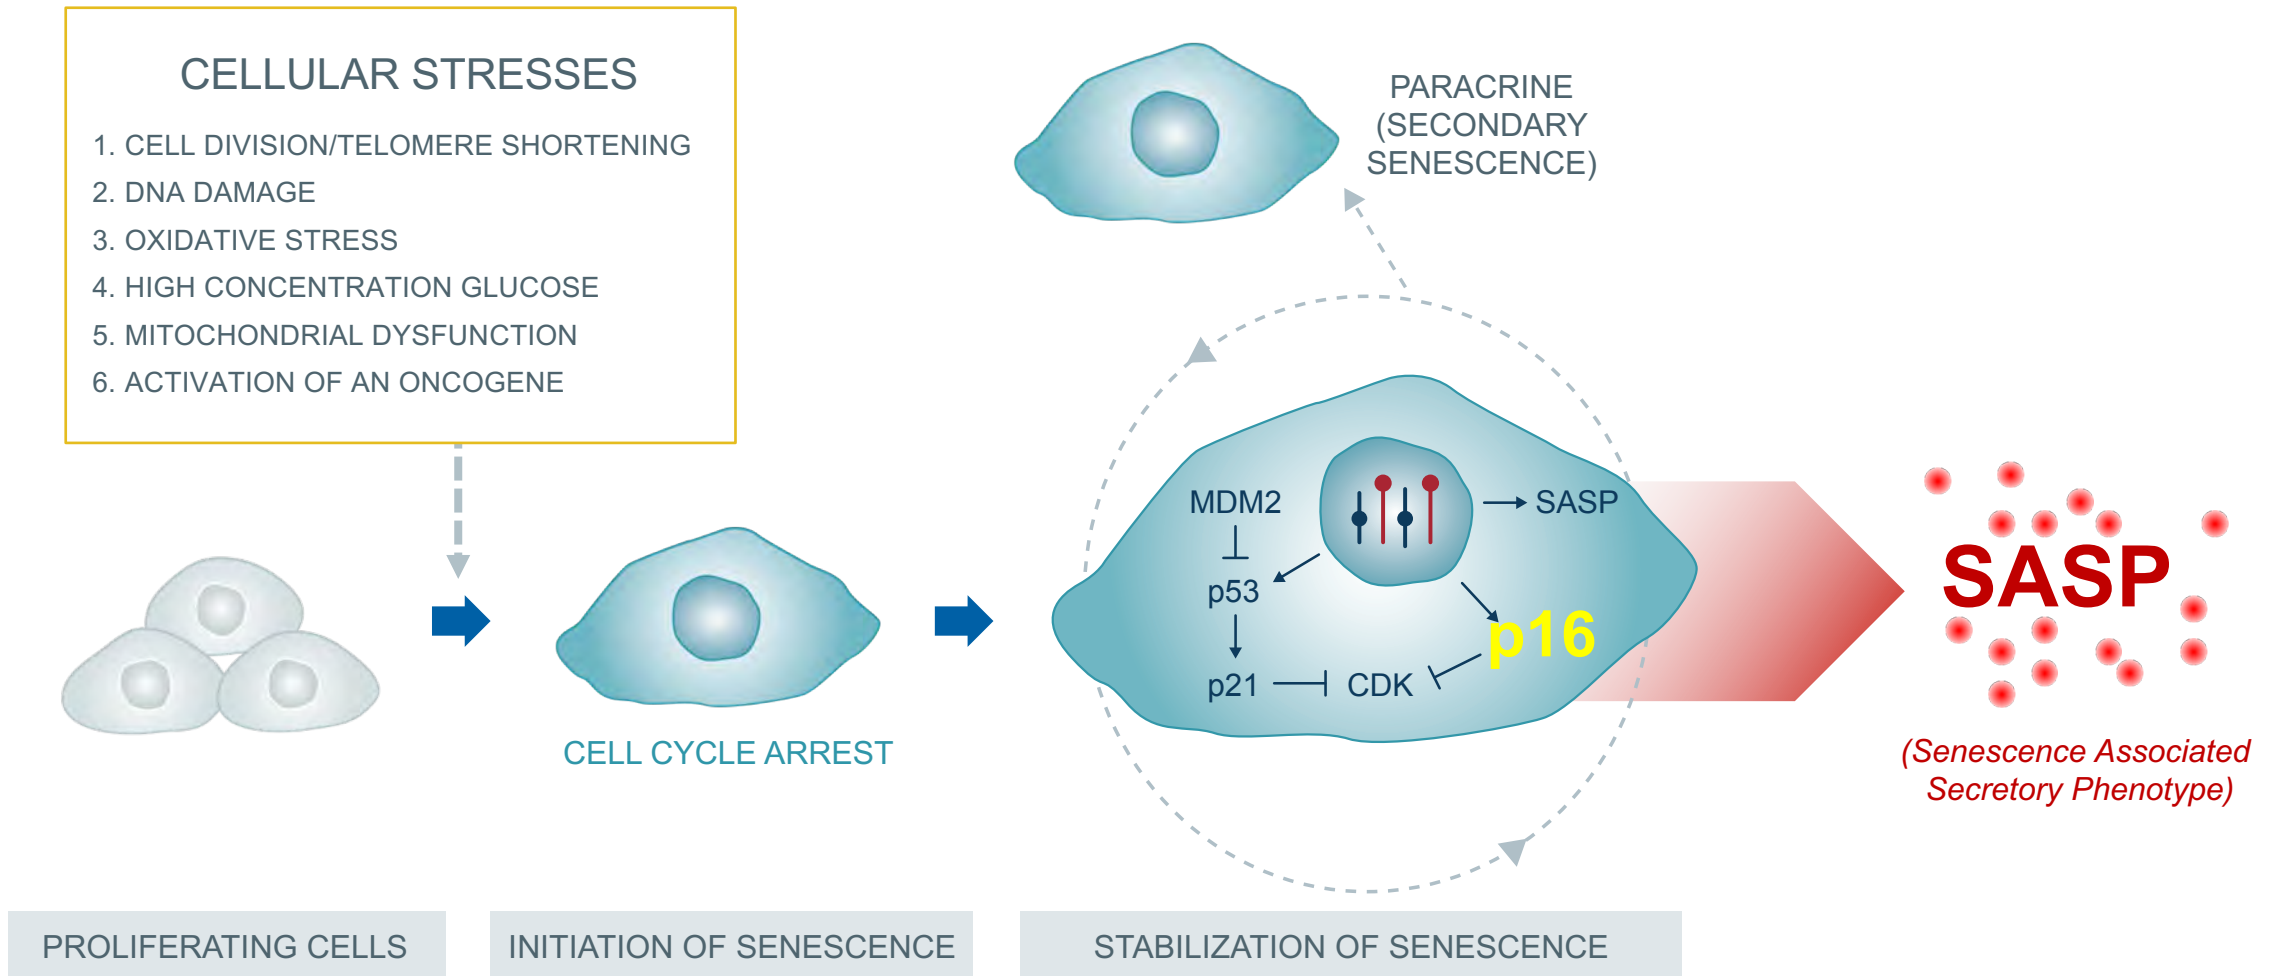 CELLULAR STRESSES
1. CELL DIVISION/TELOMERE SHORTENING
2. DNA DAMAGE
3. OXIDATIVE STRESS
4. HIGH CONCENTRATION GLUCOSE
5. MITOCHONDRIAL DYSFUNCTION
6. ACTIVATION OF AN ONCOGENE
PARACRINE
(SECONDARY
SENESCENCE)
CELL CYCLE ARREST
MDM2
SASP
p53
p16
p21
CDK
SASP
(Senescence Associated
Secretory Phenotype)
PROLIFERATING CELLS
INITIATION OF SENESCENCE
STABILIZATION OF SENESCENCE